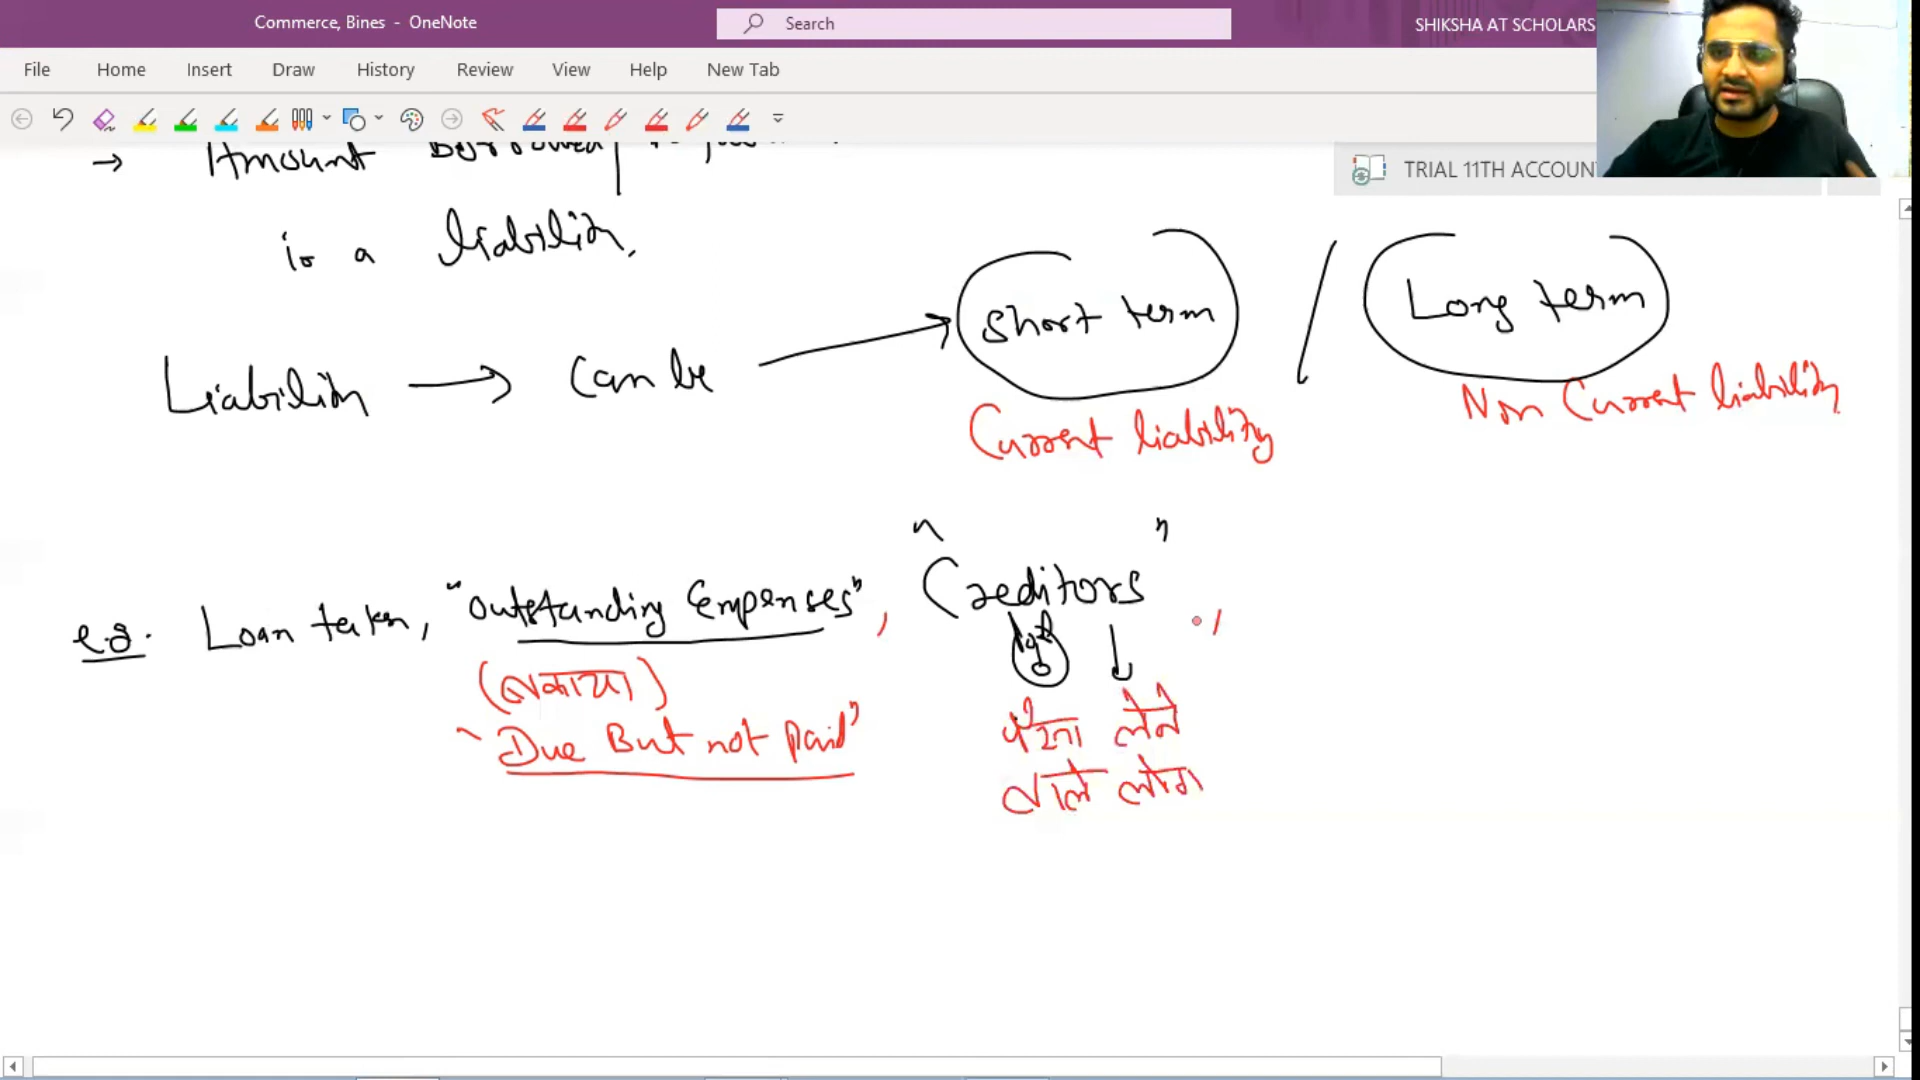 Commerce, Bines - OneNote
Search
SHIKSHA AT SCHOLARS
File Home Insert Draw History Review View Help New Tab
TRIAL 11TH ACCOUN
→ Amount Borrowed
is a liability.
Liability → Can be → Short term / Long term
Current liability
Non Current liability
e.g. Loan taken, "Outstanding Expenses", "Creditors",
(बकाया)
"Due But not Paid"
पैसा लेने
वाले लोग